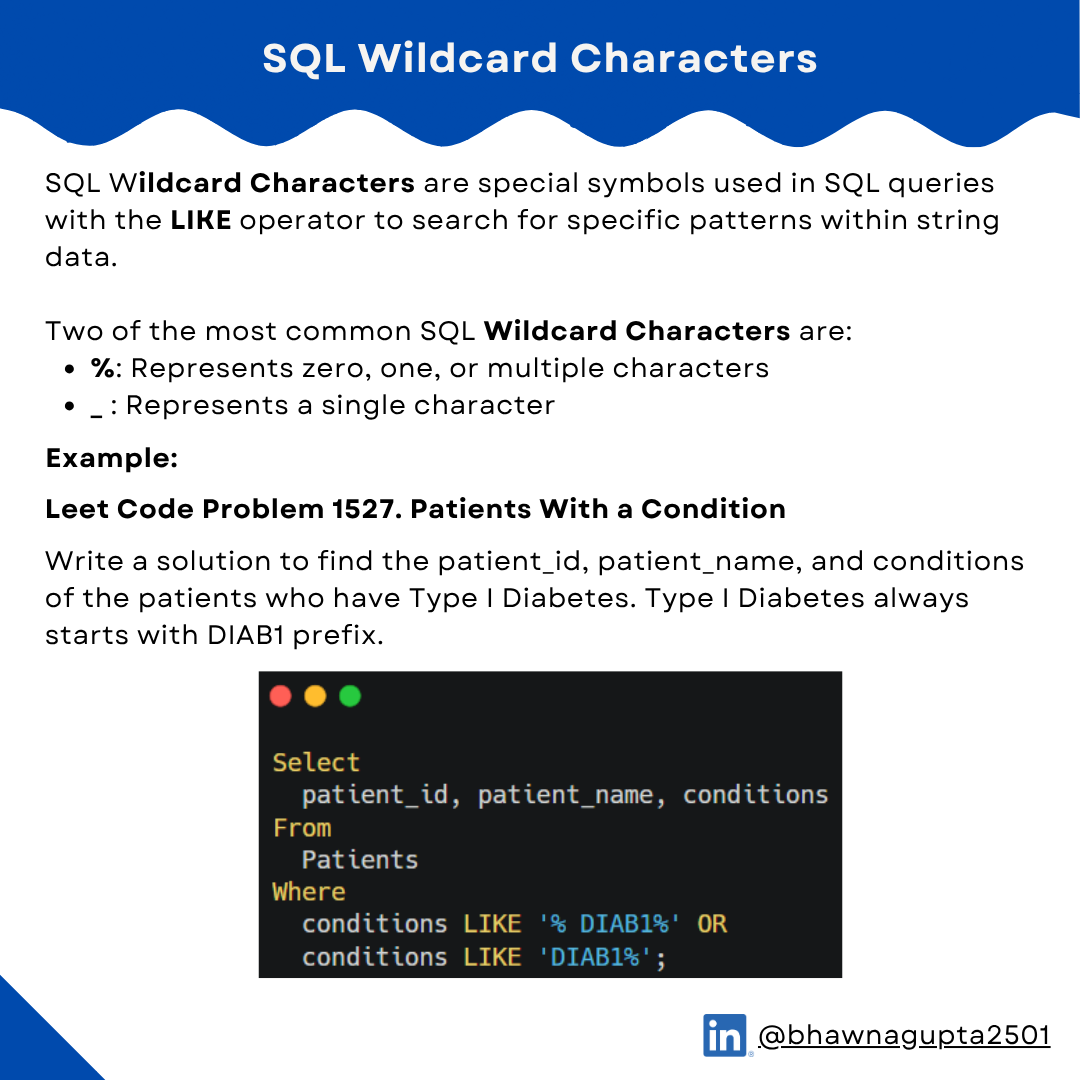 SQL Wildcard Characters
SQL Wildcard Characters are special symbols used in SQL queries
with the LIKE operator to search for specific patterns within string
data.
Two of the most common SQL Wildcard Characters are:
• %: Represents zero, one, or multiple characters
• _ : Represents a single character
Example:
Leet Code Problem 1527. Patients With a Condition
Write a solution to find the patient_id, patient_name, and conditions
of the patients who have Type I Diabetes. Type I Diabetes always
starts with DIAB1 prefix.
Select
  patient_id, patient_name, conditions
From
  Patients
Where
  conditions LIKE '% DIAB1%' OR
  conditions LIKE 'DIAB1%';
in @bhawnagupta2501